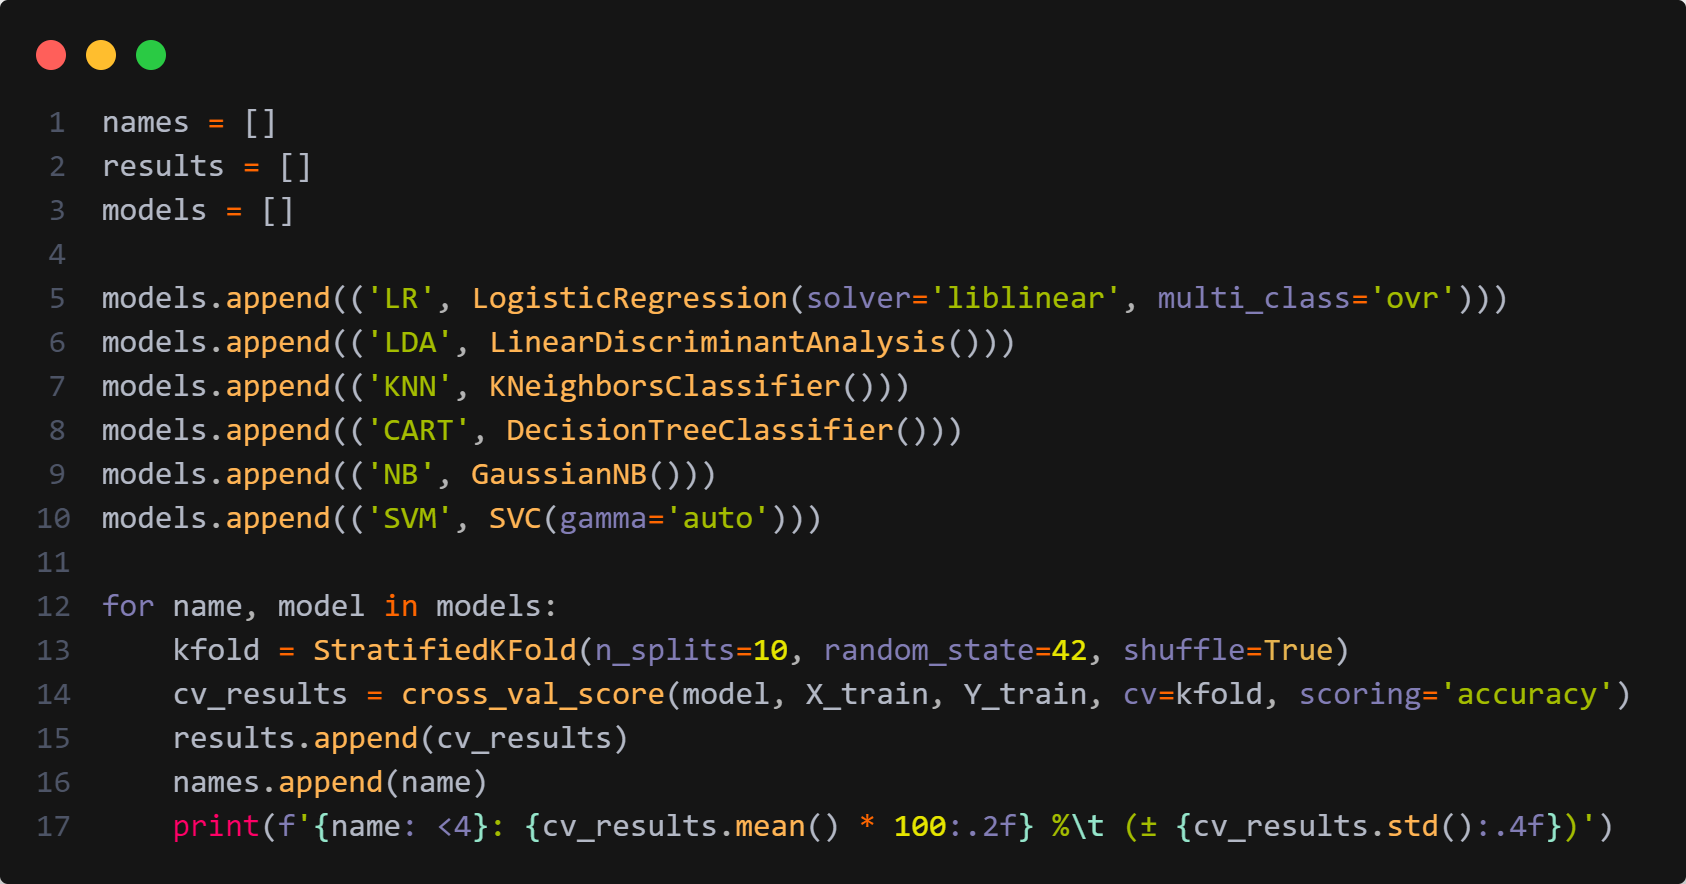 1 names = []
2 results = []
3 models = []
4
5 models.append(('LR', LogisticRegression(solver='liblinear', multi_class='ovr')))
6 models.append(('LDA', LinearDiscriminantAnalysis()))
7 models.append(('KNN', KNeighborsClassifier()))
8 models.append(('CART', DecisionTreeClassifier()))
9 models.append(('NB', GaussianNB()))
10 models.append(('SVM', SVC(gamma='auto')))
11
12 for name, model in models:
13     kfold = StratifiedKFold(n_splits=10, random_state=42, shuffle=True)
14     cv_results = cross_val_score(model, X_train, Y_train, cv=kfold, scoring='accuracy')
15     results.append(cv_results)
16     names.append(name)
17     print(f'{name: <4}: {cv_results.mean() * 100:.2f} %\t (± {cv_results.std():.4f})')